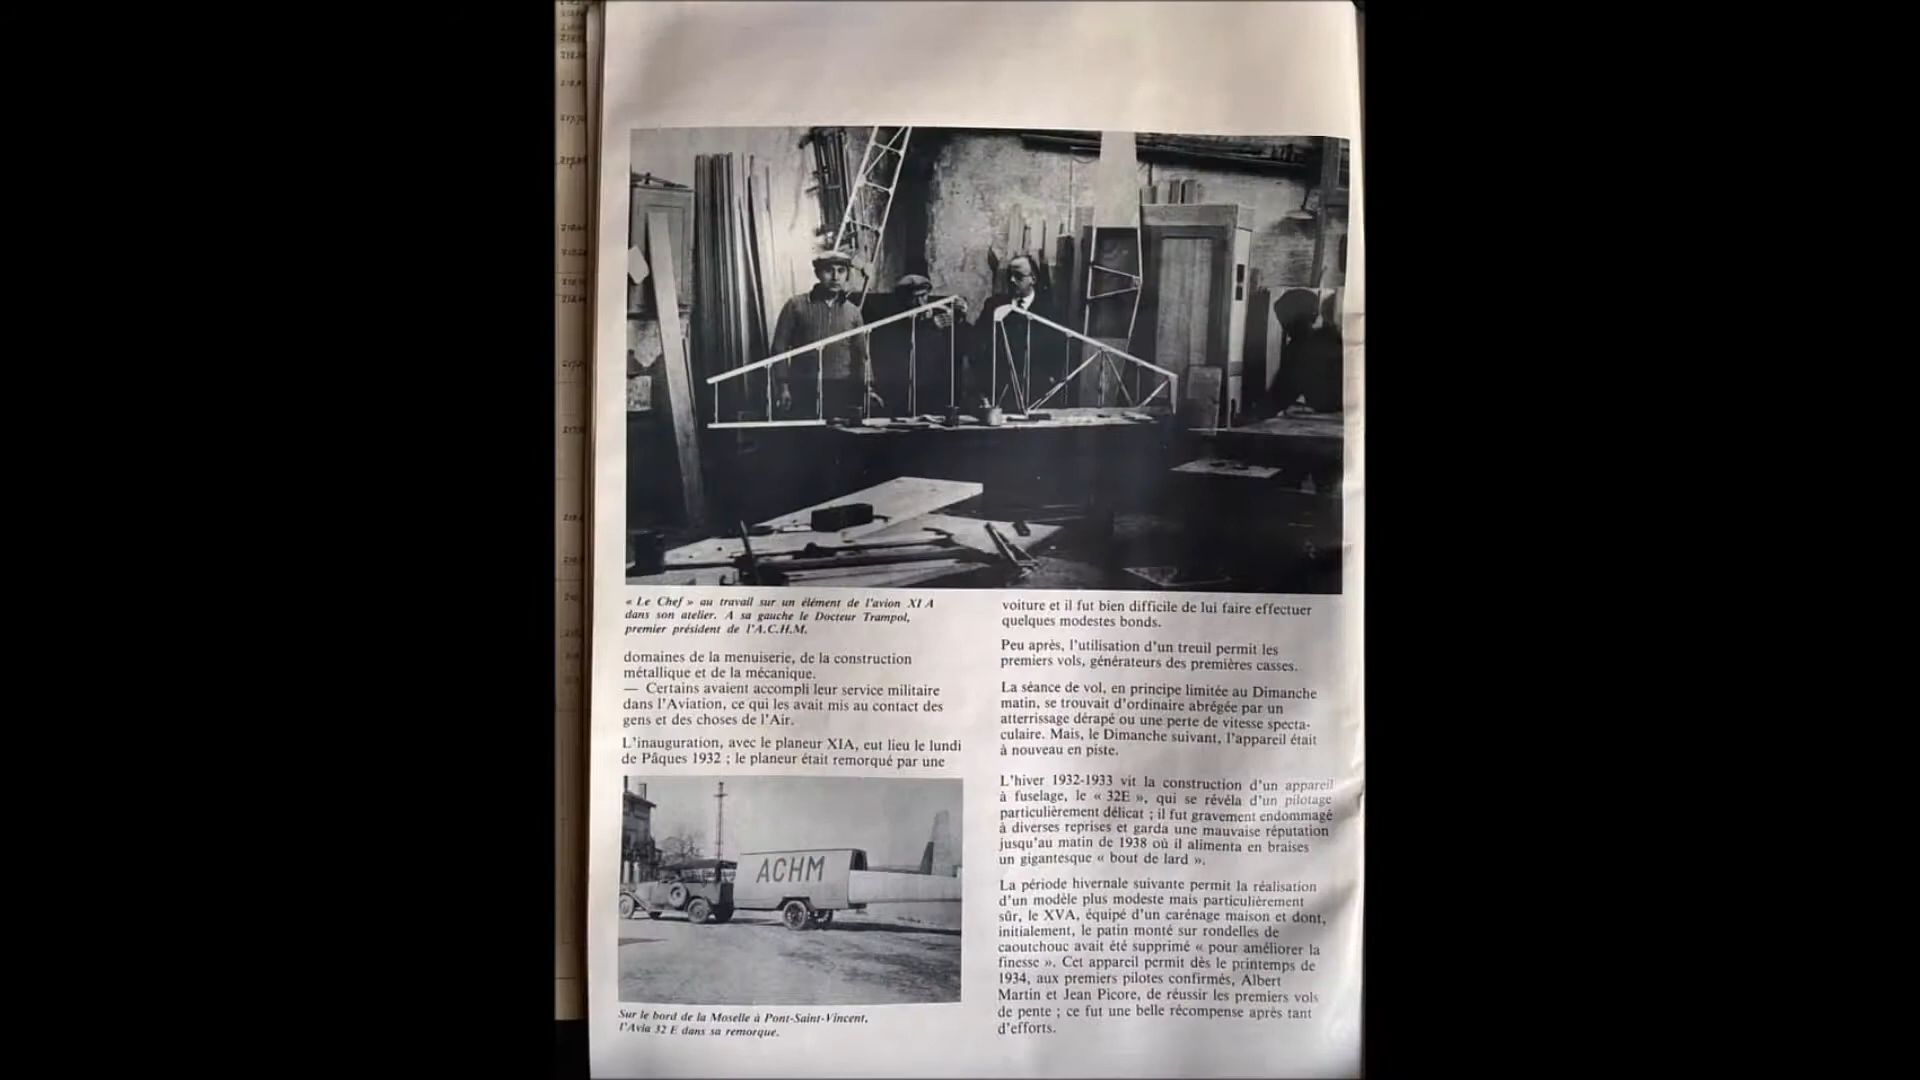 « Le Chef » au travail sur un élément de l'avion XI A
dans son atelier. A sa gauche le Docteur Trampol,
premier président de l'A.C.H.M.
domaines de la menuiserie, de la construction
métallique et de la mécanique.
— Certains avaient accompli leur service militaire
dans l'Aviation, ce qui les avait mis au contact des
gens et des choses de l'Air.
L'inauguration, avec le planeur XIA, eut lieu le lundi
de Pâques 1932 ; le planeur était remorqué par une
ACHM
Sur le bord de la Moselle à Pont-Saint-Vincent,
l'Avia 32 E dans sa remorque.
voiture et il fut bien difficile de lui faire effectuer
quelques modestes bonds.
Peu après, l'utilisation d'un treuil permit les
premiers vols, générateurs des premières casses.
La séance de vol, en principe limitée au Dimanche
matin, se trouvait d'ordinaire abrégée par un
atterrissage dérapé ou une perte de vitesse specta-
culaire. Mais, le Dimanche suivant, l'appareil était
à nouveau en piste.
L'hiver 1932-1933 vit la construction d'un appareil
à fuselage, le « 32E », qui se révéla d'un pilotage
particulièrement délicat ; il fut gravement endommagé
à diverses reprises et garda une mauvaise réputation
jusqu'au matin de 1938 où il alimenta en braises
un gigantesque « bout de lard ».
La période hivernale suivante permit la réalisation
d'un modèle plus modeste mais particulièrement
sûr, le XVA, équipé d'un carénage maison et dont,
initialement, le patin monté sur rondelles de
caoutchouc avait été supprimé « pour améliorer la
finesse ». Cet appareil permit dès le printemps de
1934, aux premiers pilotes confirmés, Albert
Martin et Jean Picore, de réussir les premiers vols
de pente ; ce fut une belle récompense après tant
d'efforts.